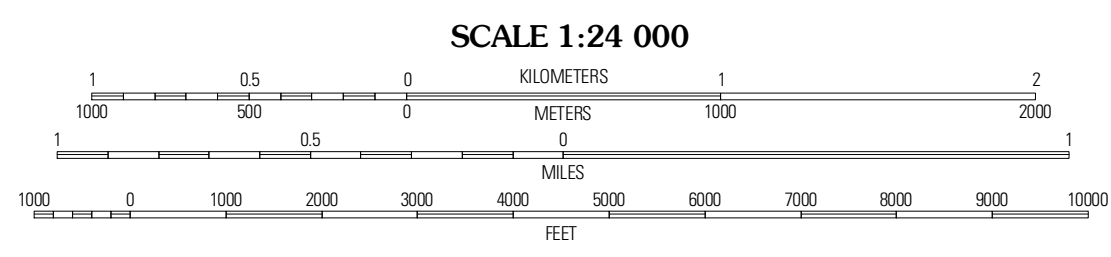 SCALE 1:24 000
1 0.5 0 KILOMETERS 1 2
1000 500 0 METERS 1000 2000
1 0.5 0 1
MILES
1000 0 1000 2000 3000 4000 5000 6000 7000 8000 9000 10000
FEET